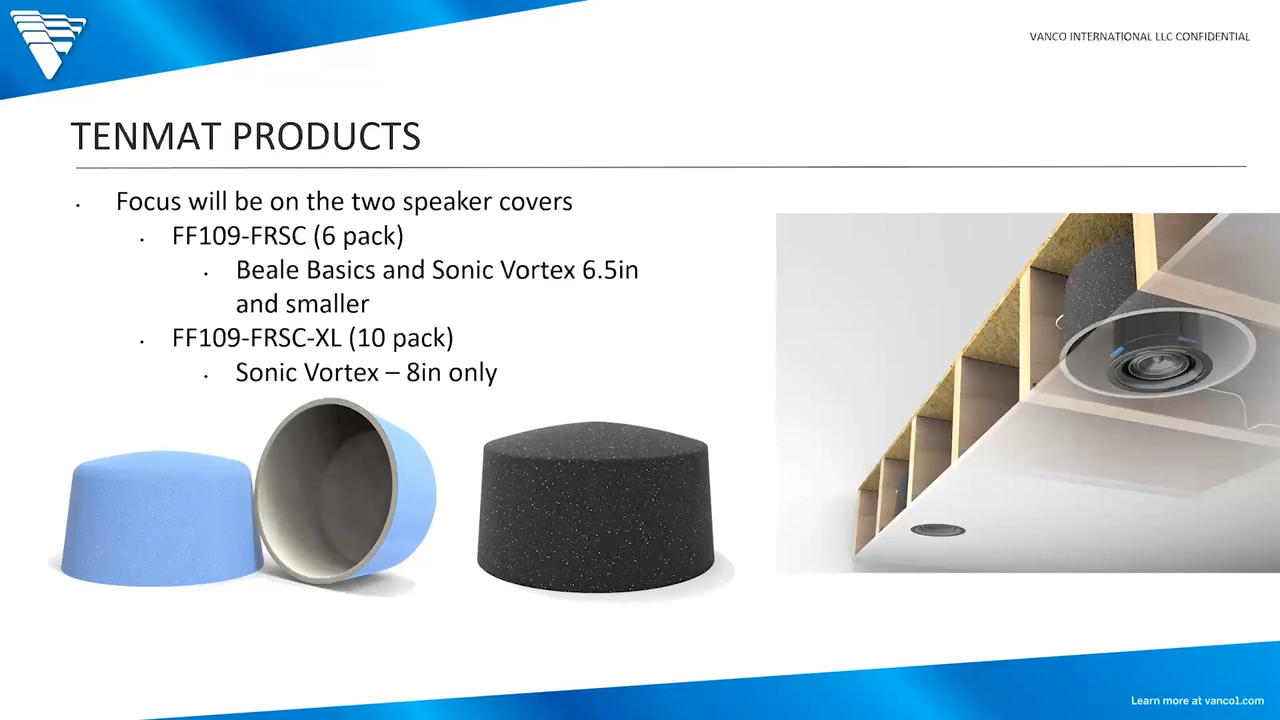 VANCO INTERNATIONAL LLC CONFIDENTIAL
TENMAT PRODUCTS
• Focus will be on the two speaker covers
• FF109-FRSC (6 pack)
• Beale Basics and Sonic Vortex 6.5in
and smaller
• FF109-FRSC-XL (10 pack)
• Sonic Vortex – 8in only
Learn more at vanco1.com